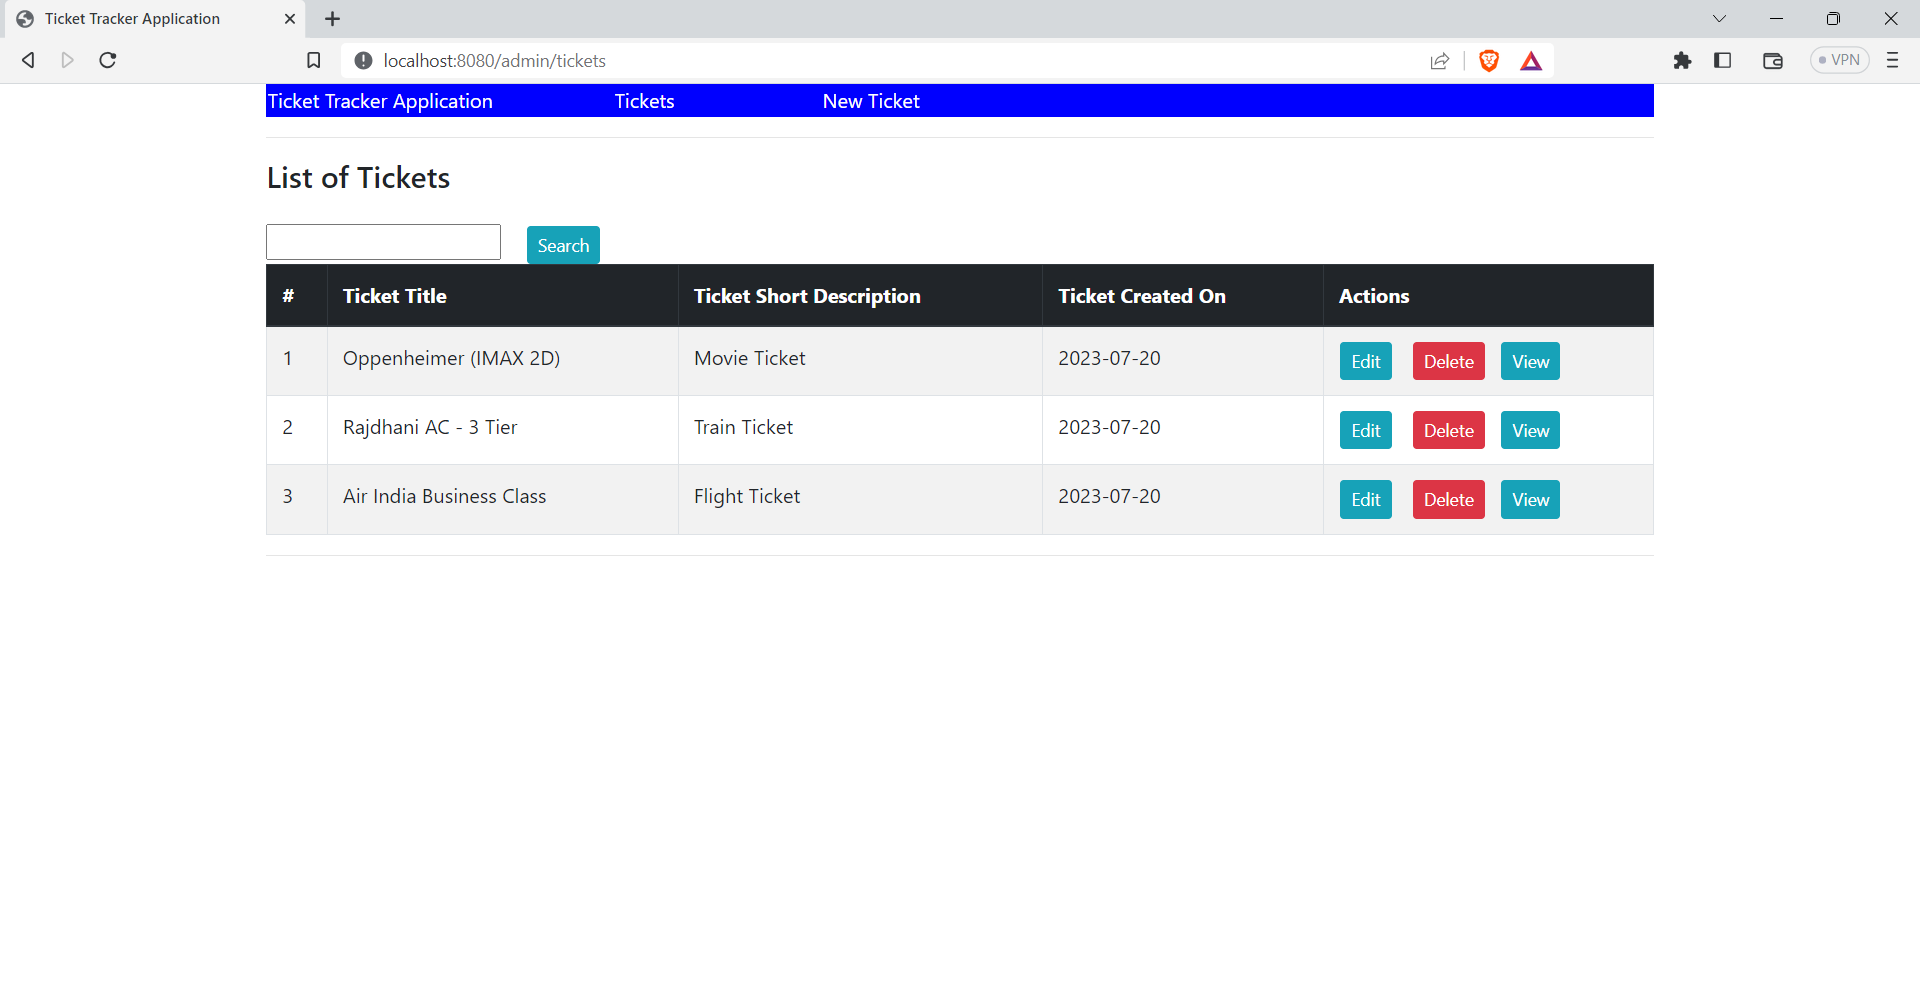 Ticket Tracker Application
localhost:8080/admin/tickets
VPN
Ticket Tracker Application Tickets New Ticket
List of Tickets
Search
# Ticket Title Ticket Short Description Ticket Created On Actions
1 Oppenheimer (IMAX 2D) Movie Ticket 2023-07-20 Edit Delete View
2 Rajdhani AC - 3 Tier Train Ticket 2023-07-20 Edit Delete View
3 Air India Business Class Flight Ticket 2023-07-20 Edit Delete View